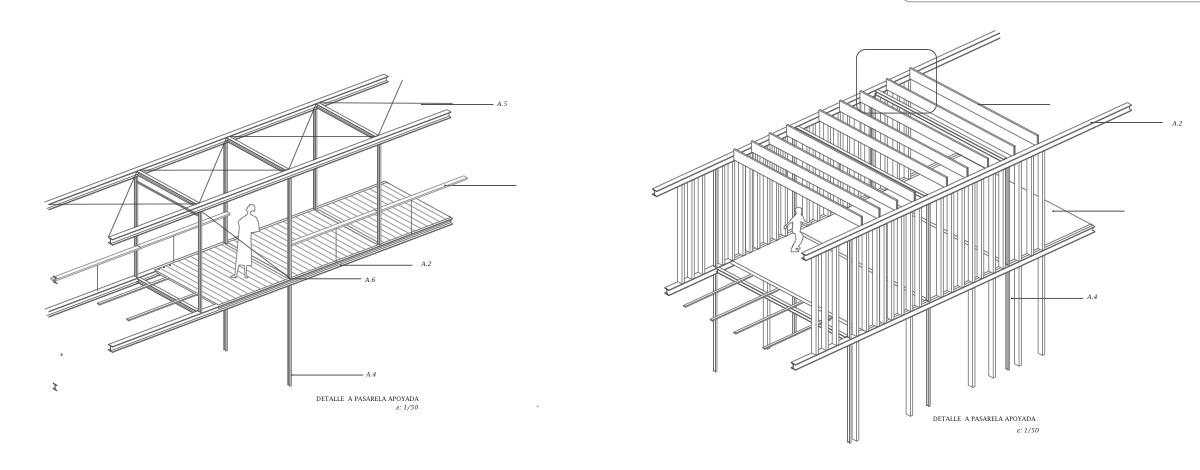 A.5
A.2
A.6
A.4
DETALLE A PASARELA APOYADA
e: 1/50
A.2
A.4
DETALLE A PASARELA APOYADA
e: 1/50